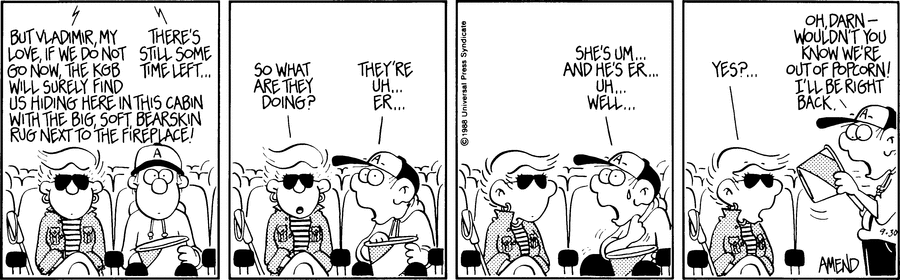 BUT VLADIMIR, MY
LOVE, IF WE DO NOT
GO NOW, THE KGB
WILL SURELY FIND
US HIDING HERE IN THIS CABIN
WITH THE BIG, SOFT, BEARSKIN
RUG NEXT TO THE FIREPLACE!
THERE'S
STILL SOME
TIME LEFT...
A
SO WHAT
ARE THEY
DOING?
THEY'RE
UH...
ER...
A
© 1988 Universal Press Syndicate
SHE'S UM...
AND HE'S ER...
UH...
WELL...
A
YES?...
OH, DARN —
WOULDN'T YOU
KNOW WE'RE
OUT OF POPCORN!
I'LL BE RIGHT
BACK.
9-30
AMEND